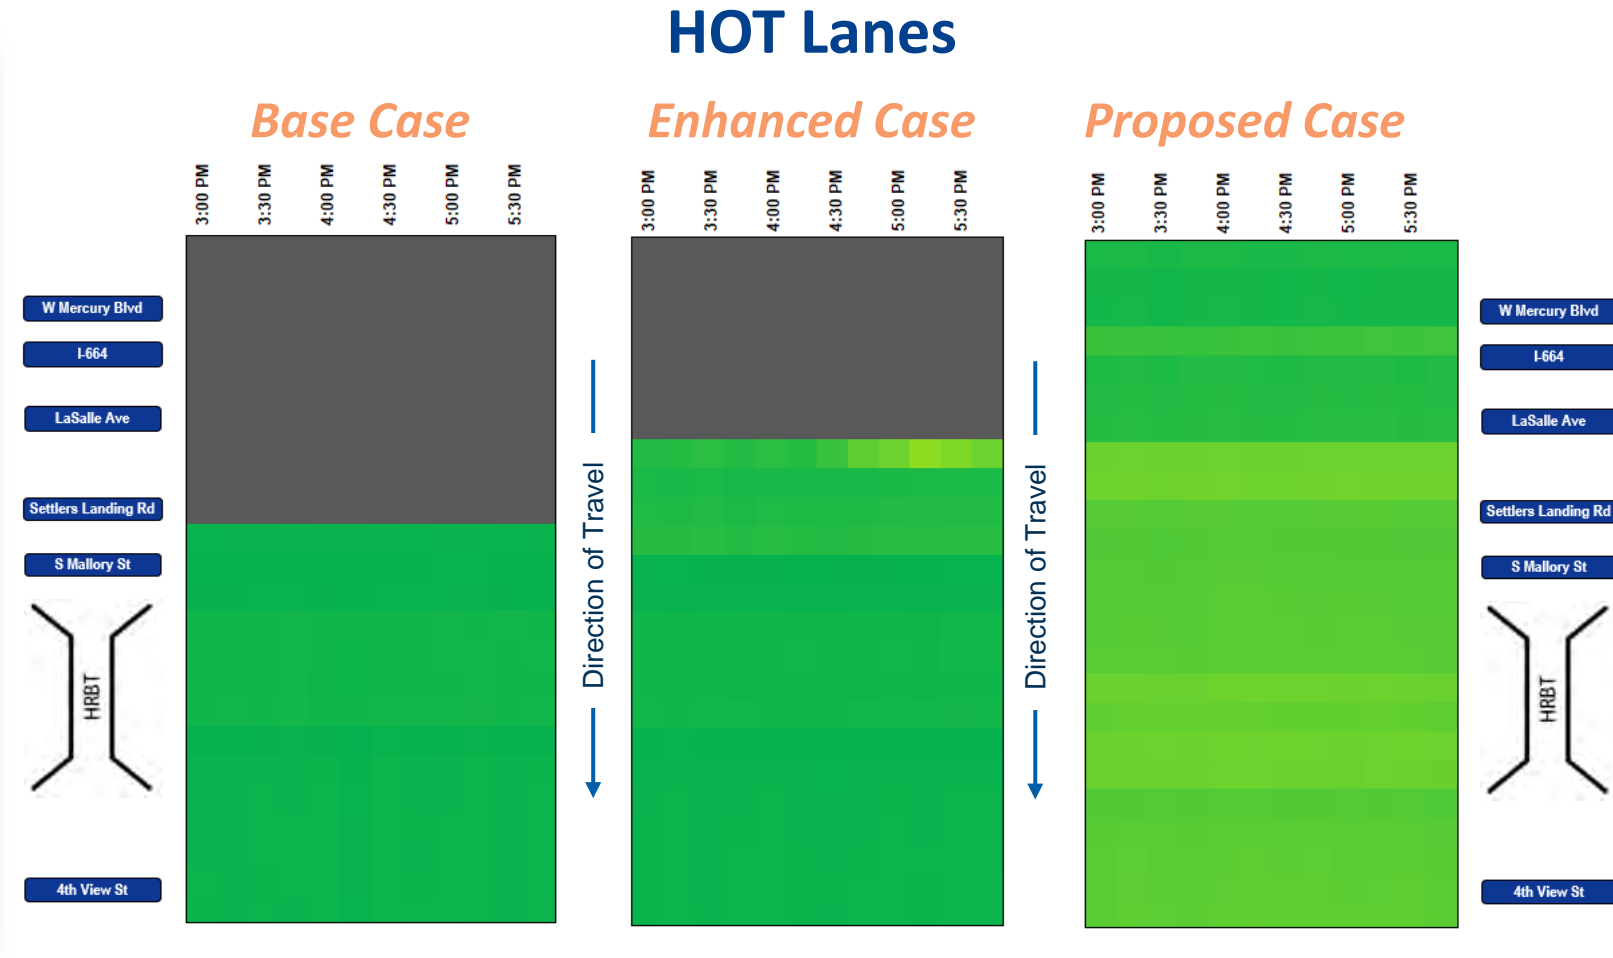 HOT Lanes
Base Case
Enhanced Case
Proposed Case
3:00 PM
3:30 PM
4:00 PM
4:30 PM
5:00 PM
5:30 PM
3:00 PM
3:30 PM
4:00 PM
4:30 PM
5:00 PM
5:30 PM
3:00 PM
3:30 PM
4:00 PM
4:30 PM
5:00 PM
5:30 PM
W Mercury Blvd
I-664
LaSalle Ave
Settlers Landing Rd
S Mallory St
HRBT
4th View St
Direction of Travel
Direction of Travel
W Mercury Blvd
I-664
LaSalle Ave
Settlers Landing Rd
S Mallory St
HRBT
4th View St